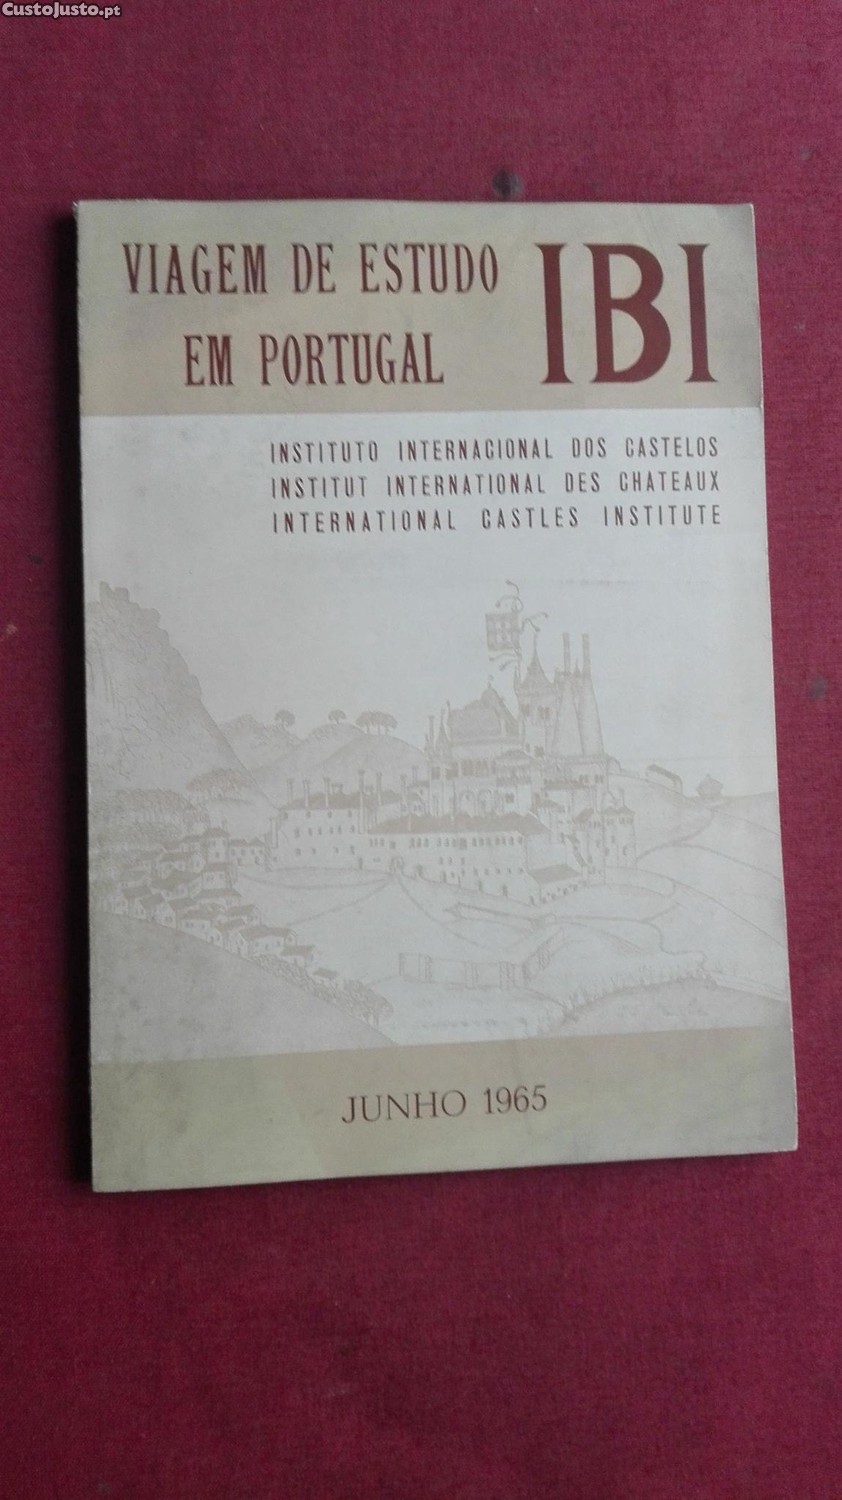 CustoJusto.pt
VIAGEM DE ESTUDO
EM PORTUGAL
IBI
INSTITUTO INTERNACIONAL DOS CASTELOS
INSTITUT INTERNATIONAL DES CHATEAUX
INTERNATIONAL CASTLES INSTITUTE
JUNHO 1965